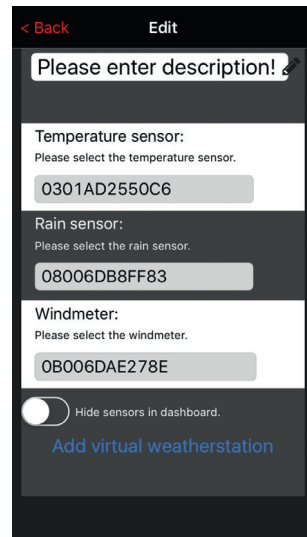 < Back Edit
Please enter description!
Temperature sensor:
Please select the temperature sensor.
0301AD2550C6
Rain sensor:
Please select the rain sensor.
08006DB8FF83
Windmeter:
Please select the windmeter.
0B006DAE278E
Hide sensors in dashboard.
Add virtual weatherstation